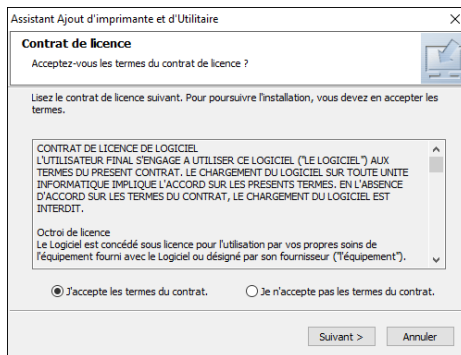 Assistant Ajout d'imprimante et d'Utilitaire
Contrat de licence
Acceptez-vous les termes du contrat de licence ?
Lisez le contrat de licence suivant. Pour poursuivre l'installation, vous devez en accepter les
termes.
CONTRAT DE LICENCE DE LOGICIEL
L'UTILISATEUR FINAL S'ENGAGE A UTILISER CE LOGICIEL ("LE LOGICIEL") AUX
TERMES DU PRESENT CONTRAT. LE CHARGEMENT DU LOGICIEL SUR TOUTE UNITE
INFORMATIQUE IMPLIQUE L'ACCORD SUR LES PRESENTS TERMES. EN L'ABSENCE
D'ACCORD SUR LES TERMES DU CONTRAT, LE CHARGEMENT DU LOGICIEL EST
INTERDIT.
Octroi de licence
Le Logiciel est concédé sous licence pour l'utilisation par vos propres soins de
l'équipement fourni avec le Logiciel ou désigné par son fournisseur ("l'équipement").
J'accepte les termes du contrat.
Je n'accepte pas les termes du contrat.
Suivant >
Annuler